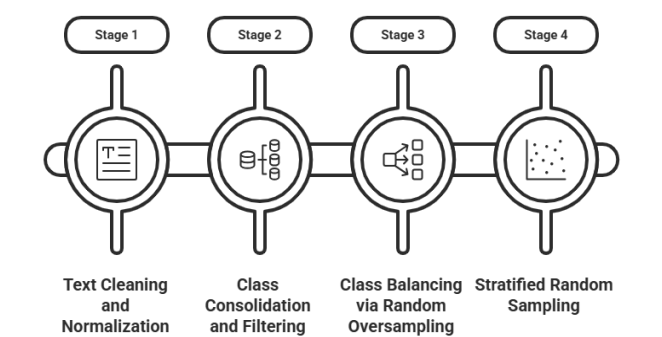 Stage 1
Stage 2
Stage 3
Stage 4
T
Text Cleaning
and
Normalization
Class
Consolidation
and Filtering
Class Balancing
via Random
Oversampling
Stratified Random
Sampling